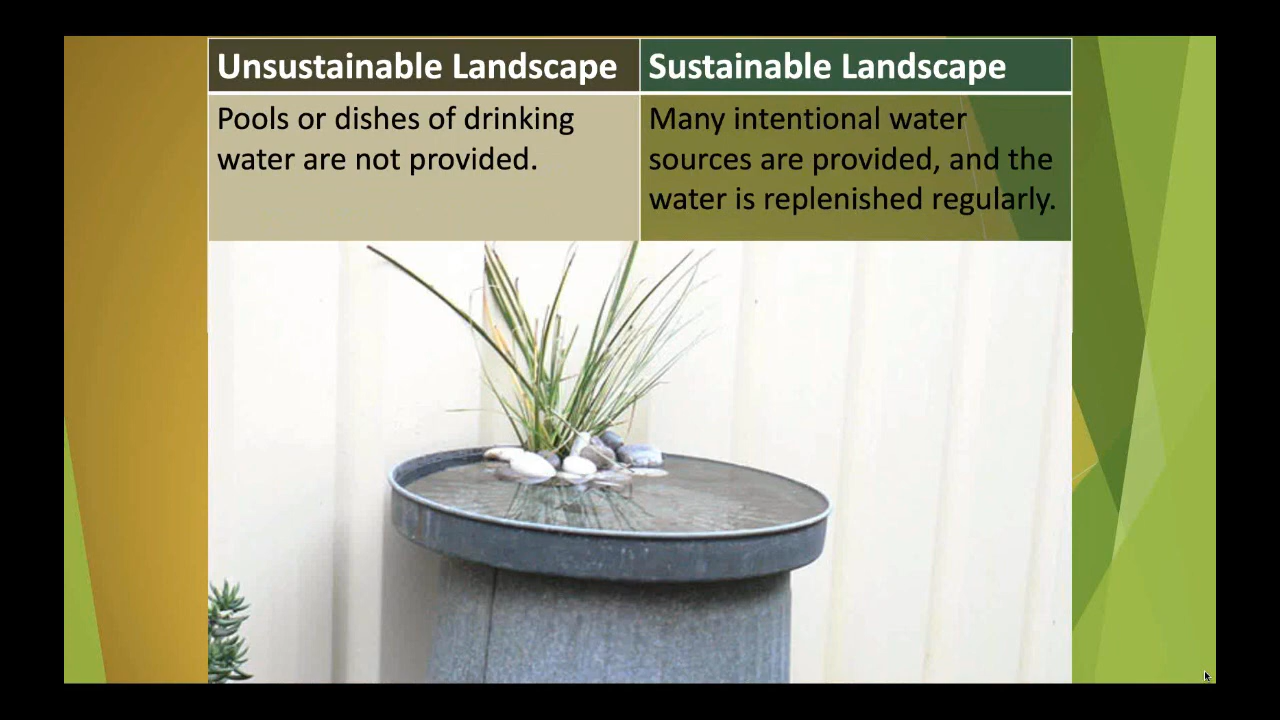 Unsustainable Landscape
Sustainable Landscape
Pools or dishes of drinking
water are not provided.
Many intentional water
sources are provided, and the
water is replenished regularly.